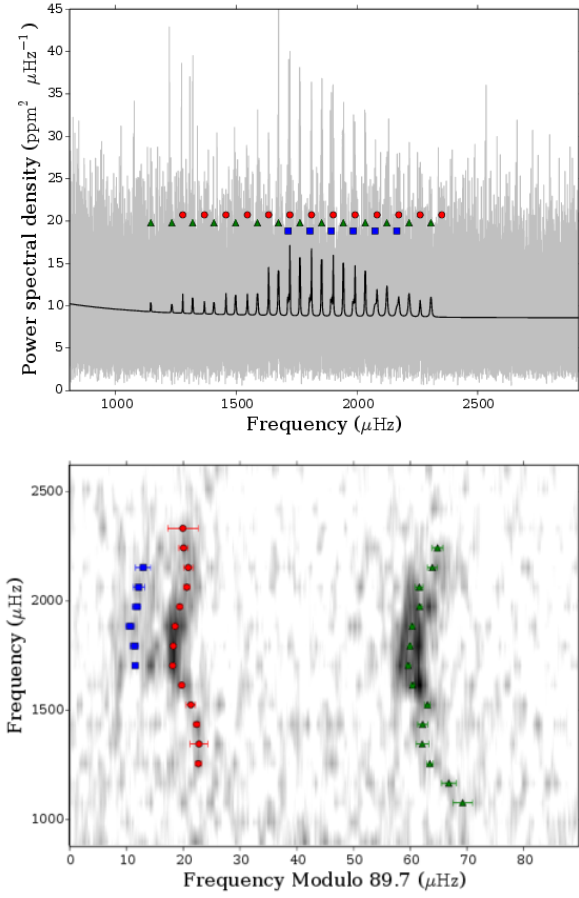 45
40
35
30
25
20
15
10
5
0
Power spectral density (ppm² μHz⁻¹)
1000 1500 2000 2500
Frequency (μHz)
2500
2000
1500
1000
Frequency (μHz)
0 10 20 30 40 50 60 70 80
Frequency Modulo 89.7 (μHz)